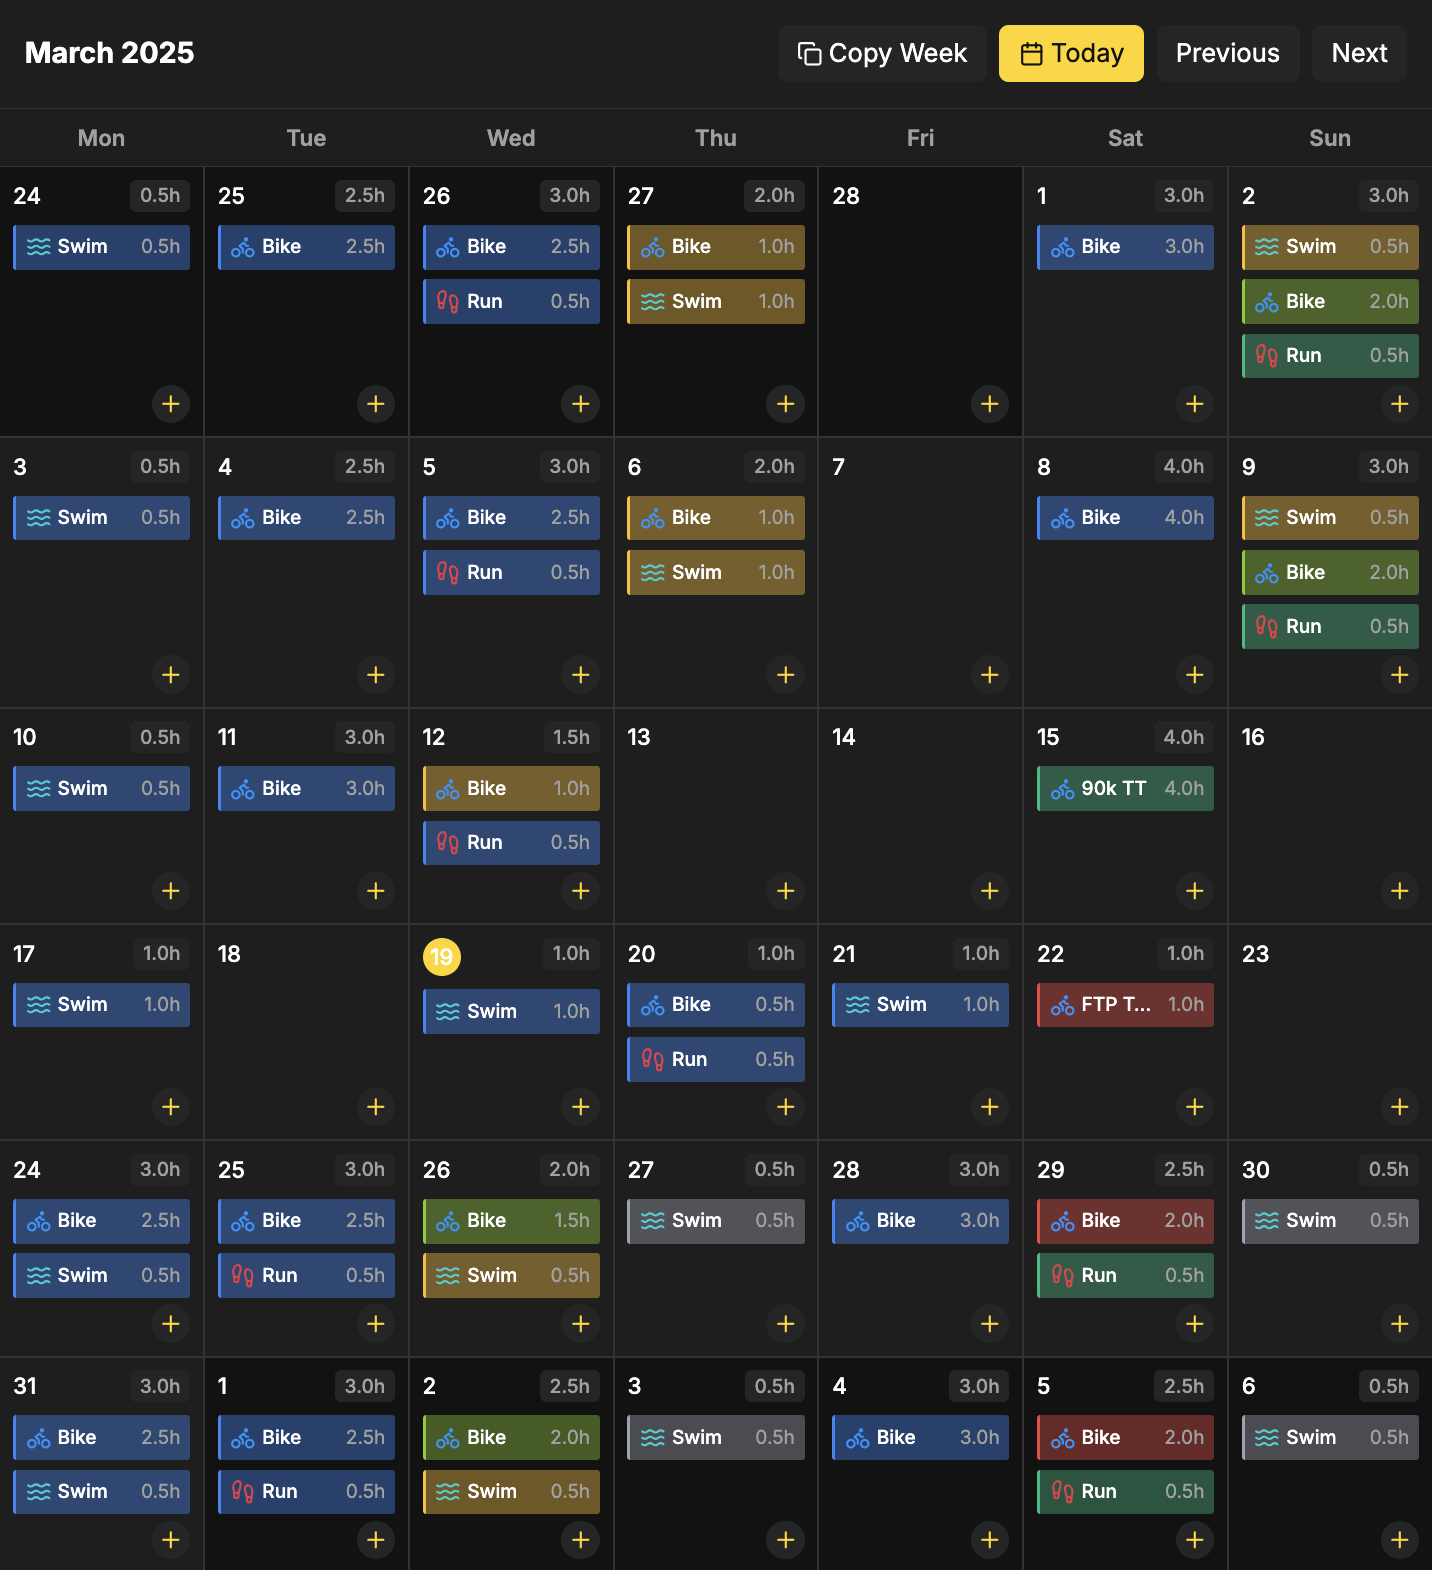 March 2025 Copy Week Today Previous Next
Mon Tue Wed Thu Fri Sat Sun
24 0.5h 25 2.5h 26 3.0h 27 2.0h 28 1 3.0h 2 3.0h
Swim 0.5h Bike 2.5h Bike 2.5h Bike 1.0h Bike 3.0h Swim 0.5h
Run 0.5h Swim 1.0h Bike 2.0h
Run 0.5h
3 0.5h 4 2.5h 5 3.0h 6 2.0h 7 8 4.0h 9 3.0h
Swim 0.5h Bike 2.5h Bike 2.5h Bike 1.0h Bike 4.0h Swim 0.5h
Run 0.5h Swim 1.0h Bike 2.0h
Run 0.5h
10 0.5h 11 3.0h 12 1.5h 13 14 15 4.0h 16
Swim 0.5h Bike 3.0h Bike 1.0h 90k TT 4.0h
Run 0.5h
17 1.0h 18 19 1.0h 20 1.0h 21 1.0h 22 1.0h 23
Swim 1.0h Swim 1.0h Bike 0.5h Swim 1.0h FTP T... 1.0h
Run 0.5h
24 3.0h 25 3.0h 26 2.0h 27 0.5h 28 3.0h 29 2.5h 30 0.5h
Bike 2.5h Bike 2.5h Bike 1.5h Swim 0.5h Bike 3.0h Bike 2.0h Swim 0.5h
Swim 0.5h Run 0.5h Swim 0.5h Run 0.5h
31 3.0h 1 3.0h 2 2.5h 3 0.5h 4 3.0h 5 2.5h 6 0.5h
Bike 2.5h Bike 2.5h Bike 2.0h Swim 0.5h Bike 3.0h Bike 2.0h Swim 0.5h
Swim 0.5h Run 0.5h Swim 0.5h Run 0.5h